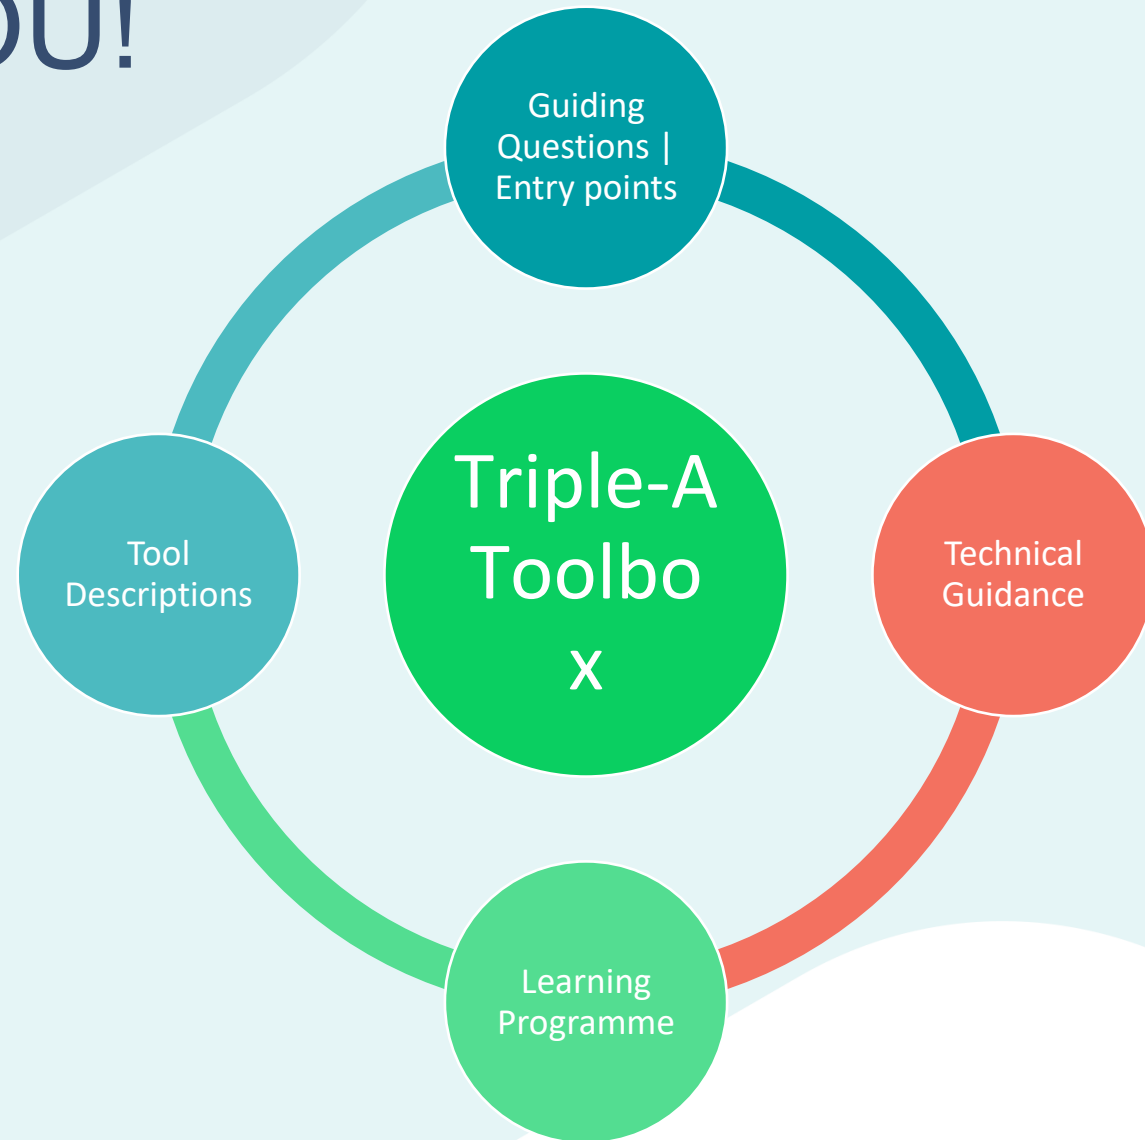 OU!
Guiding
Questions |
Entry points
Triple-A
Toolbo
x
Tool
Descriptions
Technical
Guidance
Learning
Programme